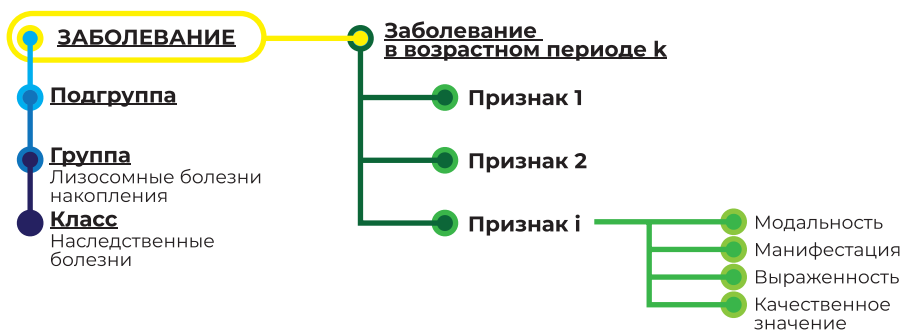 ЗАБОЛЕВАНИЕ
Подгруппа
Группа
Лизосомные болезни
накопления
Класс
Наследственные
болезни
Заболевание
в возрастном периоде k
Признак 1
Признак 2
Признак i
Модальность
Манифестация
Выраженность
Качественное
значение